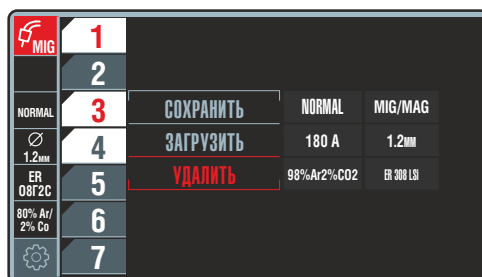 MIG
1
2
NORMAL
3
СОХРАНИТЬ
NORMAL
MIG/MAG
Ø
1.2мм
4
ЗАГРУЗИТЬ
180 А
1.2мм
ER
08Г2С
5
УДАЛИТЬ
98%Ar2%CO2
ER 308 LSi
80% Ar/
2% Co
6
7